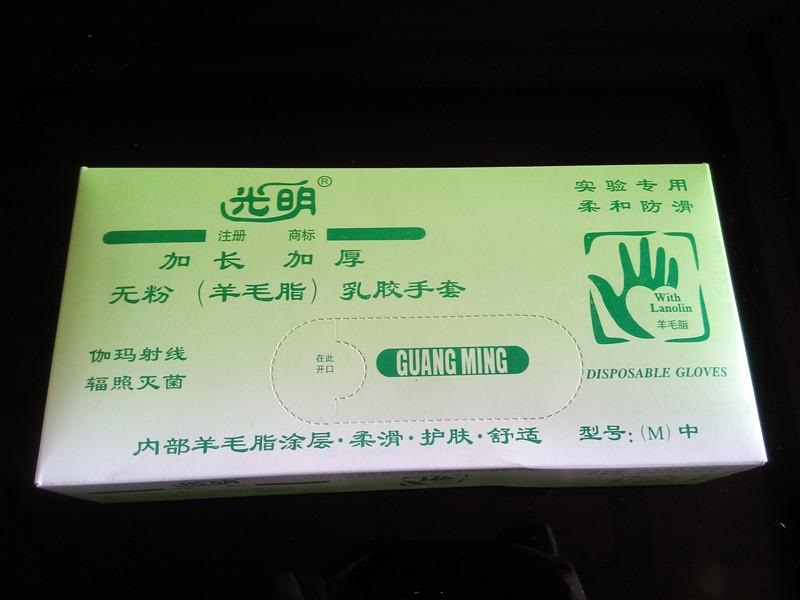 光明®
注册 商标
加长 加厚
无粉（羊毛脂）乳胶手套
实验专用
柔和防滑
With
Lanolin
羊毛脂
DISPOSABLE GLOVES
伽玛射线
辐照灭菌
在此
开口
GUANG MING
内部羊毛脂涂层·柔滑·护肤·舒适 型号:(M)中
光明